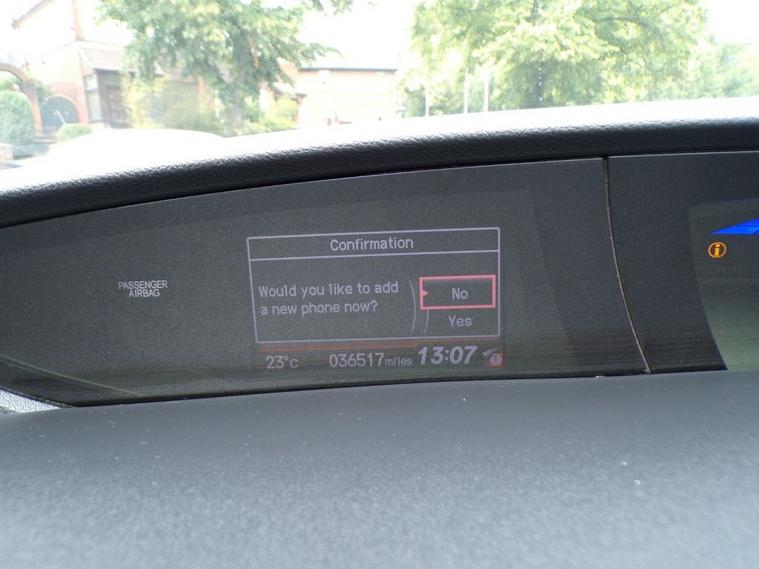 PASSENGER
AIRBAG
Confirmation
Would you like to add
a new phone now?
No
Yes
23°c 036517miles 13:07